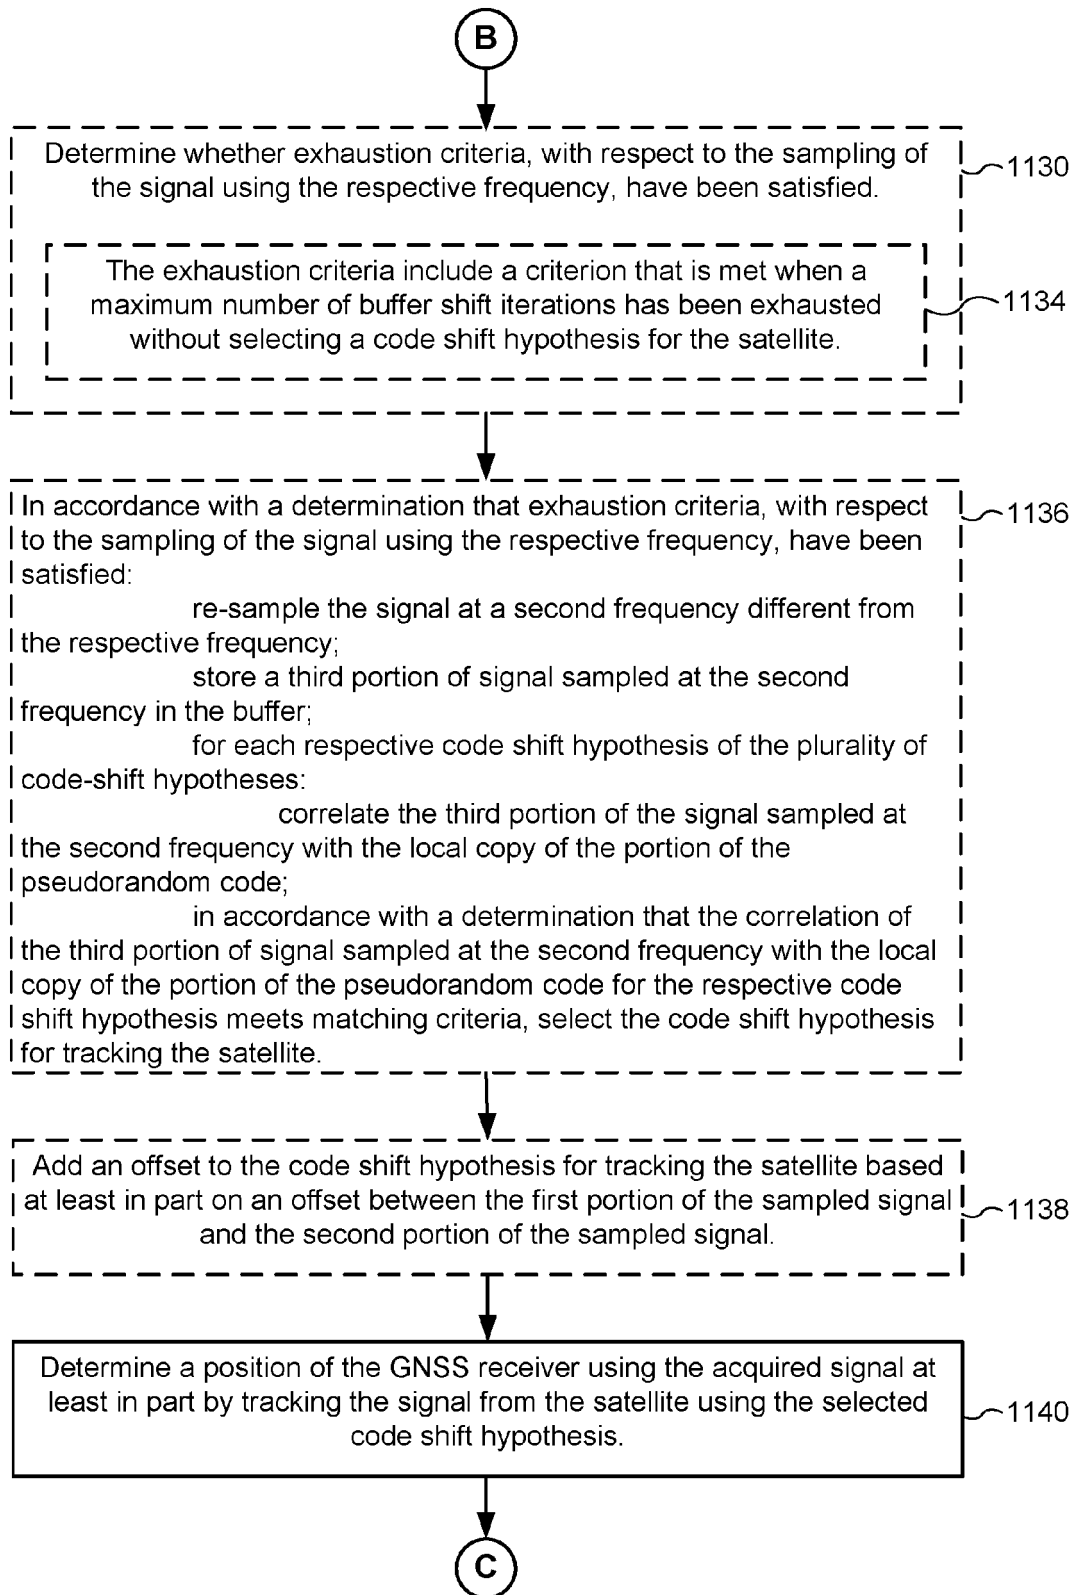 B
Determine whether exhaustion criteria, with respect to the sampling of
the signal using the respective frequency, have been satisfied.
1130
The exhaustion criteria include a criterion that is met when a
maximum number of buffer shift iterations has been exhausted
without selecting a code shift hypothesis for the satellite.
1134
In accordance with a determination that exhaustion criteria, with respect
to the sampling of the signal using the respective frequency, have been
satisfied:
re-sample the signal at a second frequency different from
the respective frequency;
store a third portion of signal sampled at the second
frequency in the buffer;
for each respective code shift hypothesis of the plurality of
code-shift hypotheses:
correlate the third portion of the signal sampled at
the second frequency with the local copy of the portion of the
pseudorandom code;
in accordance with a determination that the correlation of
the third portion of signal sampled at the second frequency with the local
copy of the portion of the pseudorandom code for the respective code
shift hypothesis meets matching criteria, select the code shift hypothesis
for tracking the satellite.
1136
Add an offset to the code shift hypothesis for tracking the satellite based
at least in part on an offset between the first portion of the sampled signal
and the second portion of the sampled signal.
1138
Determine a position of the GNSS receiver using the acquired signal at
least in part by tracking the signal from the satellite using the selected
code shift hypothesis.
1140
C